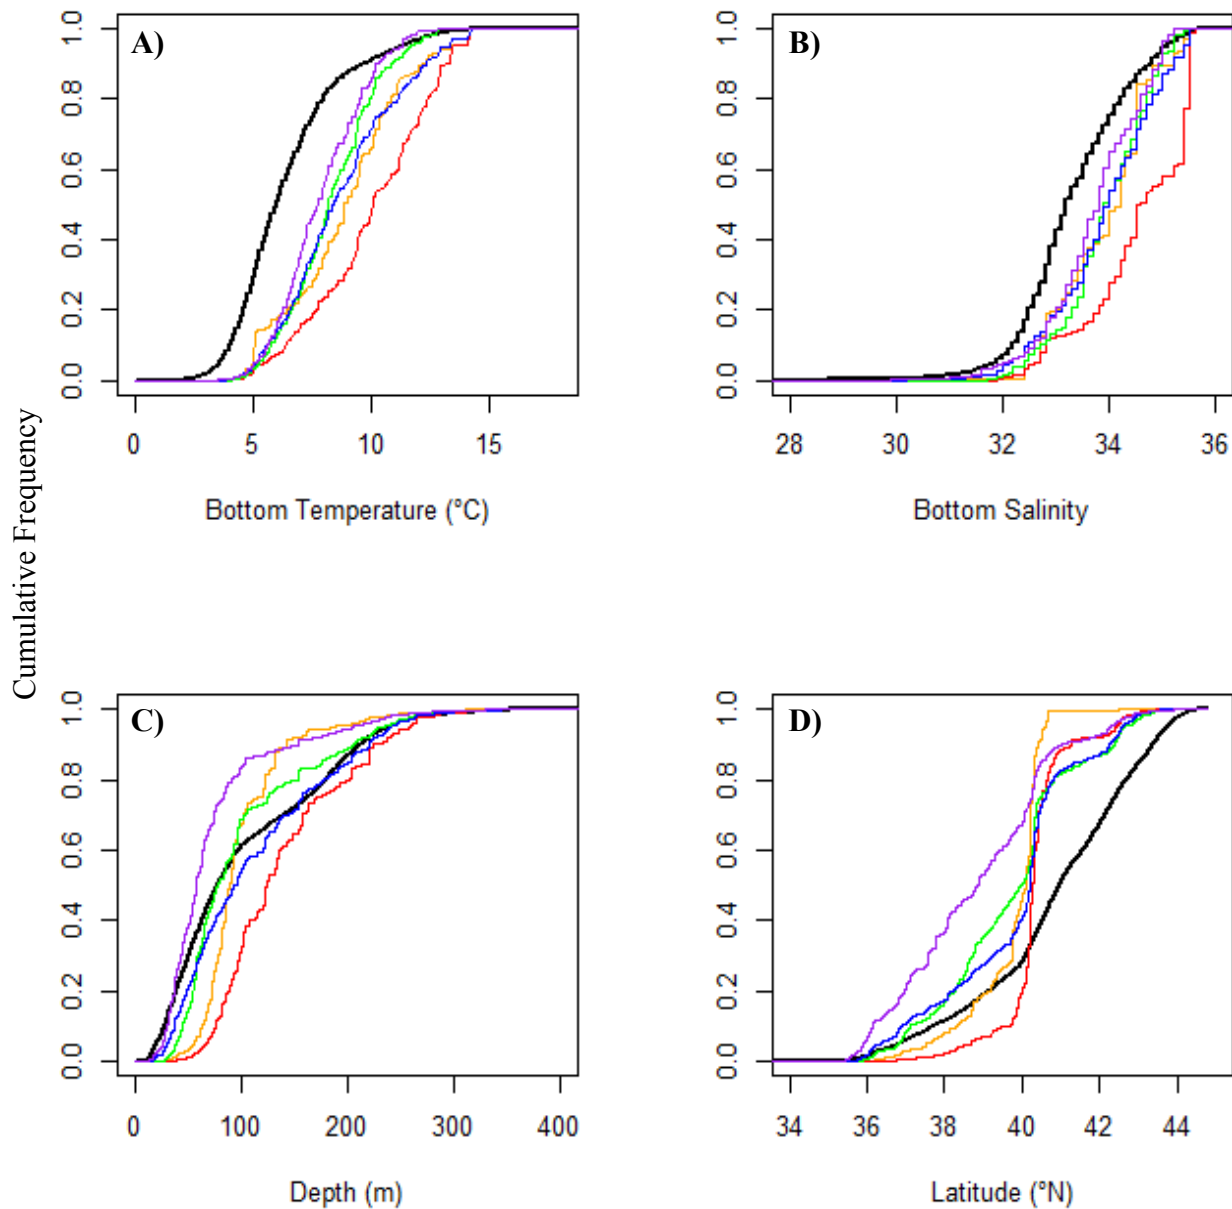 A)
1.0
0.8
0.6
0.4
0.2
0.0
0 5 10 15
Bottom Temperature (°C)
B)
1.0
0.8
0.6
0.4
0.2
0.0
28 30 32 34 36
Bottom Salinity
Cumulative Frequency
C)
1.0
0.8
0.6
0.4
0.2
0.0
0 100 200 300 400
Depth (m)
D)
1.0
0.8
0.6
0.4
0.2
0.0
34 36 38 40 42 44
Latitude (°N)